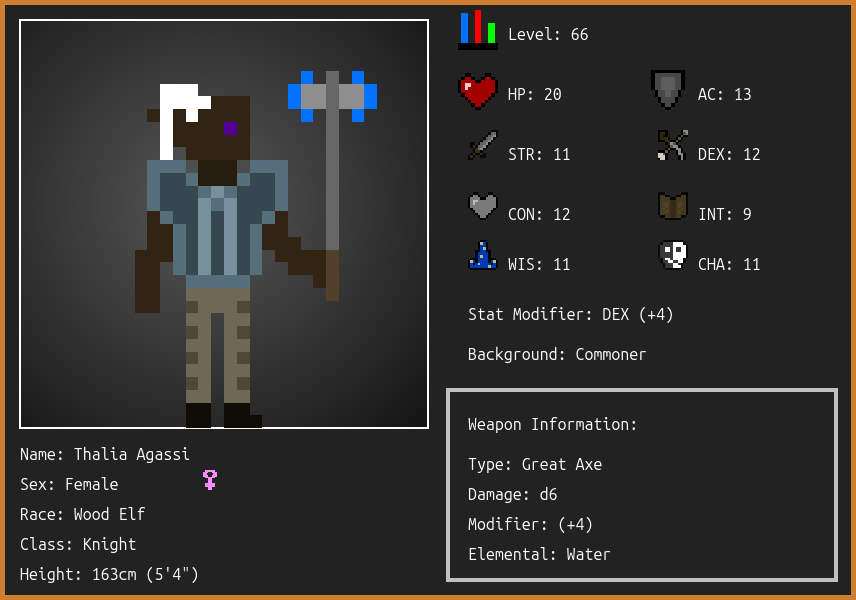 Level: 66
HP: 20
AC: 13
STR: 11
DEX: 12
CON: 12
INT: 9
WIS: 11
CHA: 11
Stat Modifier: DEX (+4)
Background: Commoner
Weapon Information:
Type: Great Axe
Damage: d6
Modifier: (+4)
Elemental: Water
Name: Thalia Agassi
Sex: Female
Race: Wood Elf
Class: Knight
Height: 163cm (5'4")